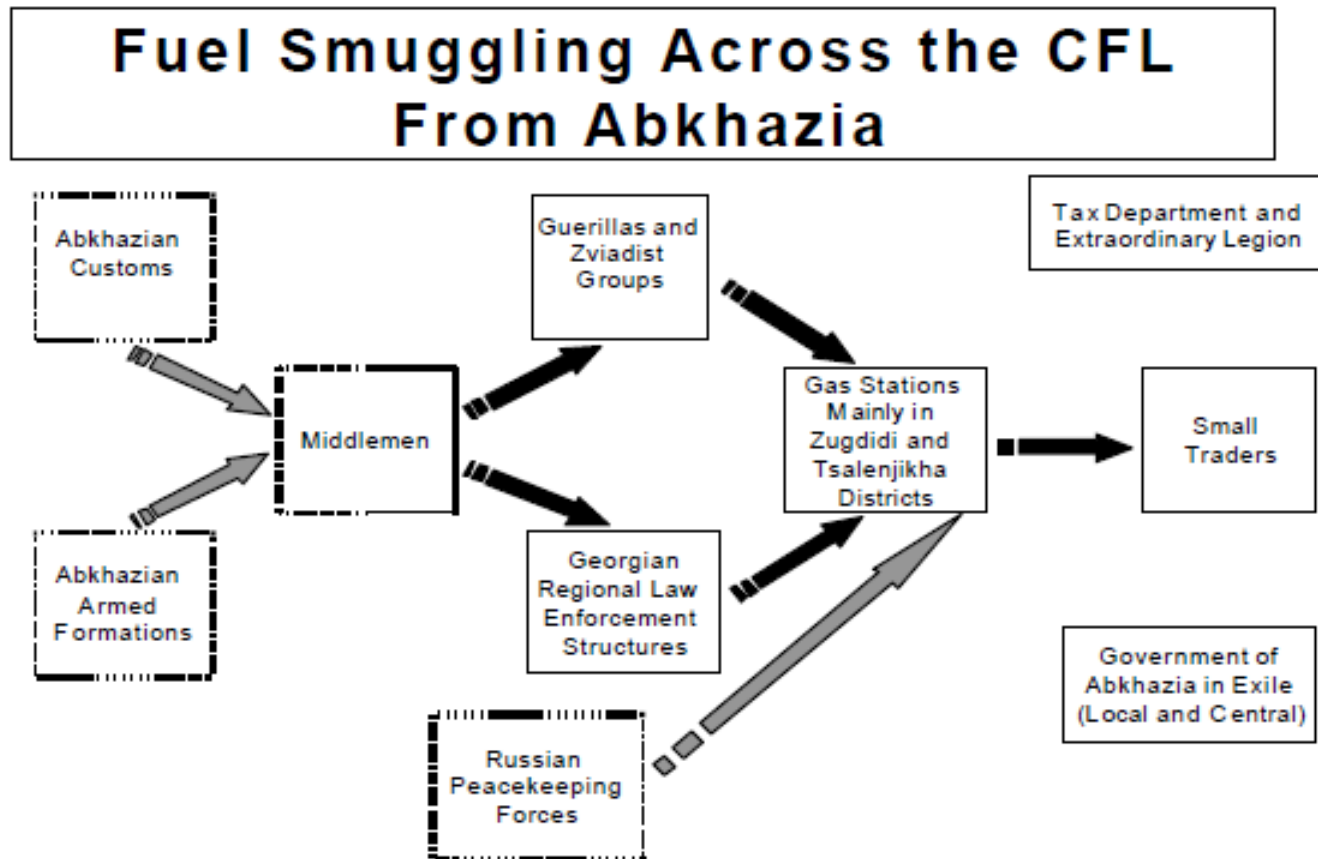 Fuel Smuggling Across the CFL
From Abkhazia
Abkhazian
Customs
Guerillas and
Zviadist
Groups
Tax Department and
Extraordinary Legion
Middlemen
Gas Stations
Mainly in
Zugdidi and
Tsalenjikha
Districts
Small
Traders
Abkhazian
Armed
Formations
Georgian
Regional Law
Enforcement
Structures
Government of
Abkhazia in Exile
(Local and Central)
Russian
Peacekeeping
Forces